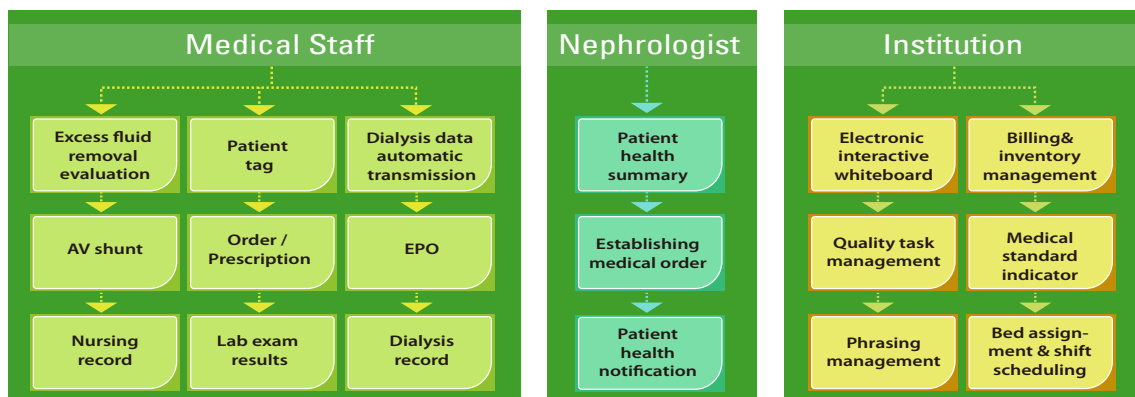 Medical Staff
Excess fluid
removal
evaluation
Patient
tag
Dialysis data
automatic
transmission
AV shunt
Order /
Prescription
EPO
Nursing
record
Lab exam
results
Dialysis
record
Nephrologist
Patient
health
summary
Establishing
medical order
Patient
health
notification
Institution
Electronic
interactive
whiteboard
Billing&
inventory
management
Quality task
management
Medical
standard
indicator
Phrasing
management
Bed assign-
ment & shift
scheduling